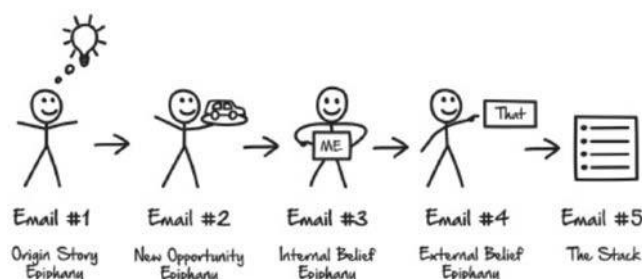 ME
That
Email #1
Email #2
Email #3
Email #4
Email #5
Origin Story
Epiphany
New Opportunity
Epiphany
Internal Belief
Epiphany
External Belief
Epiphany
The Stack